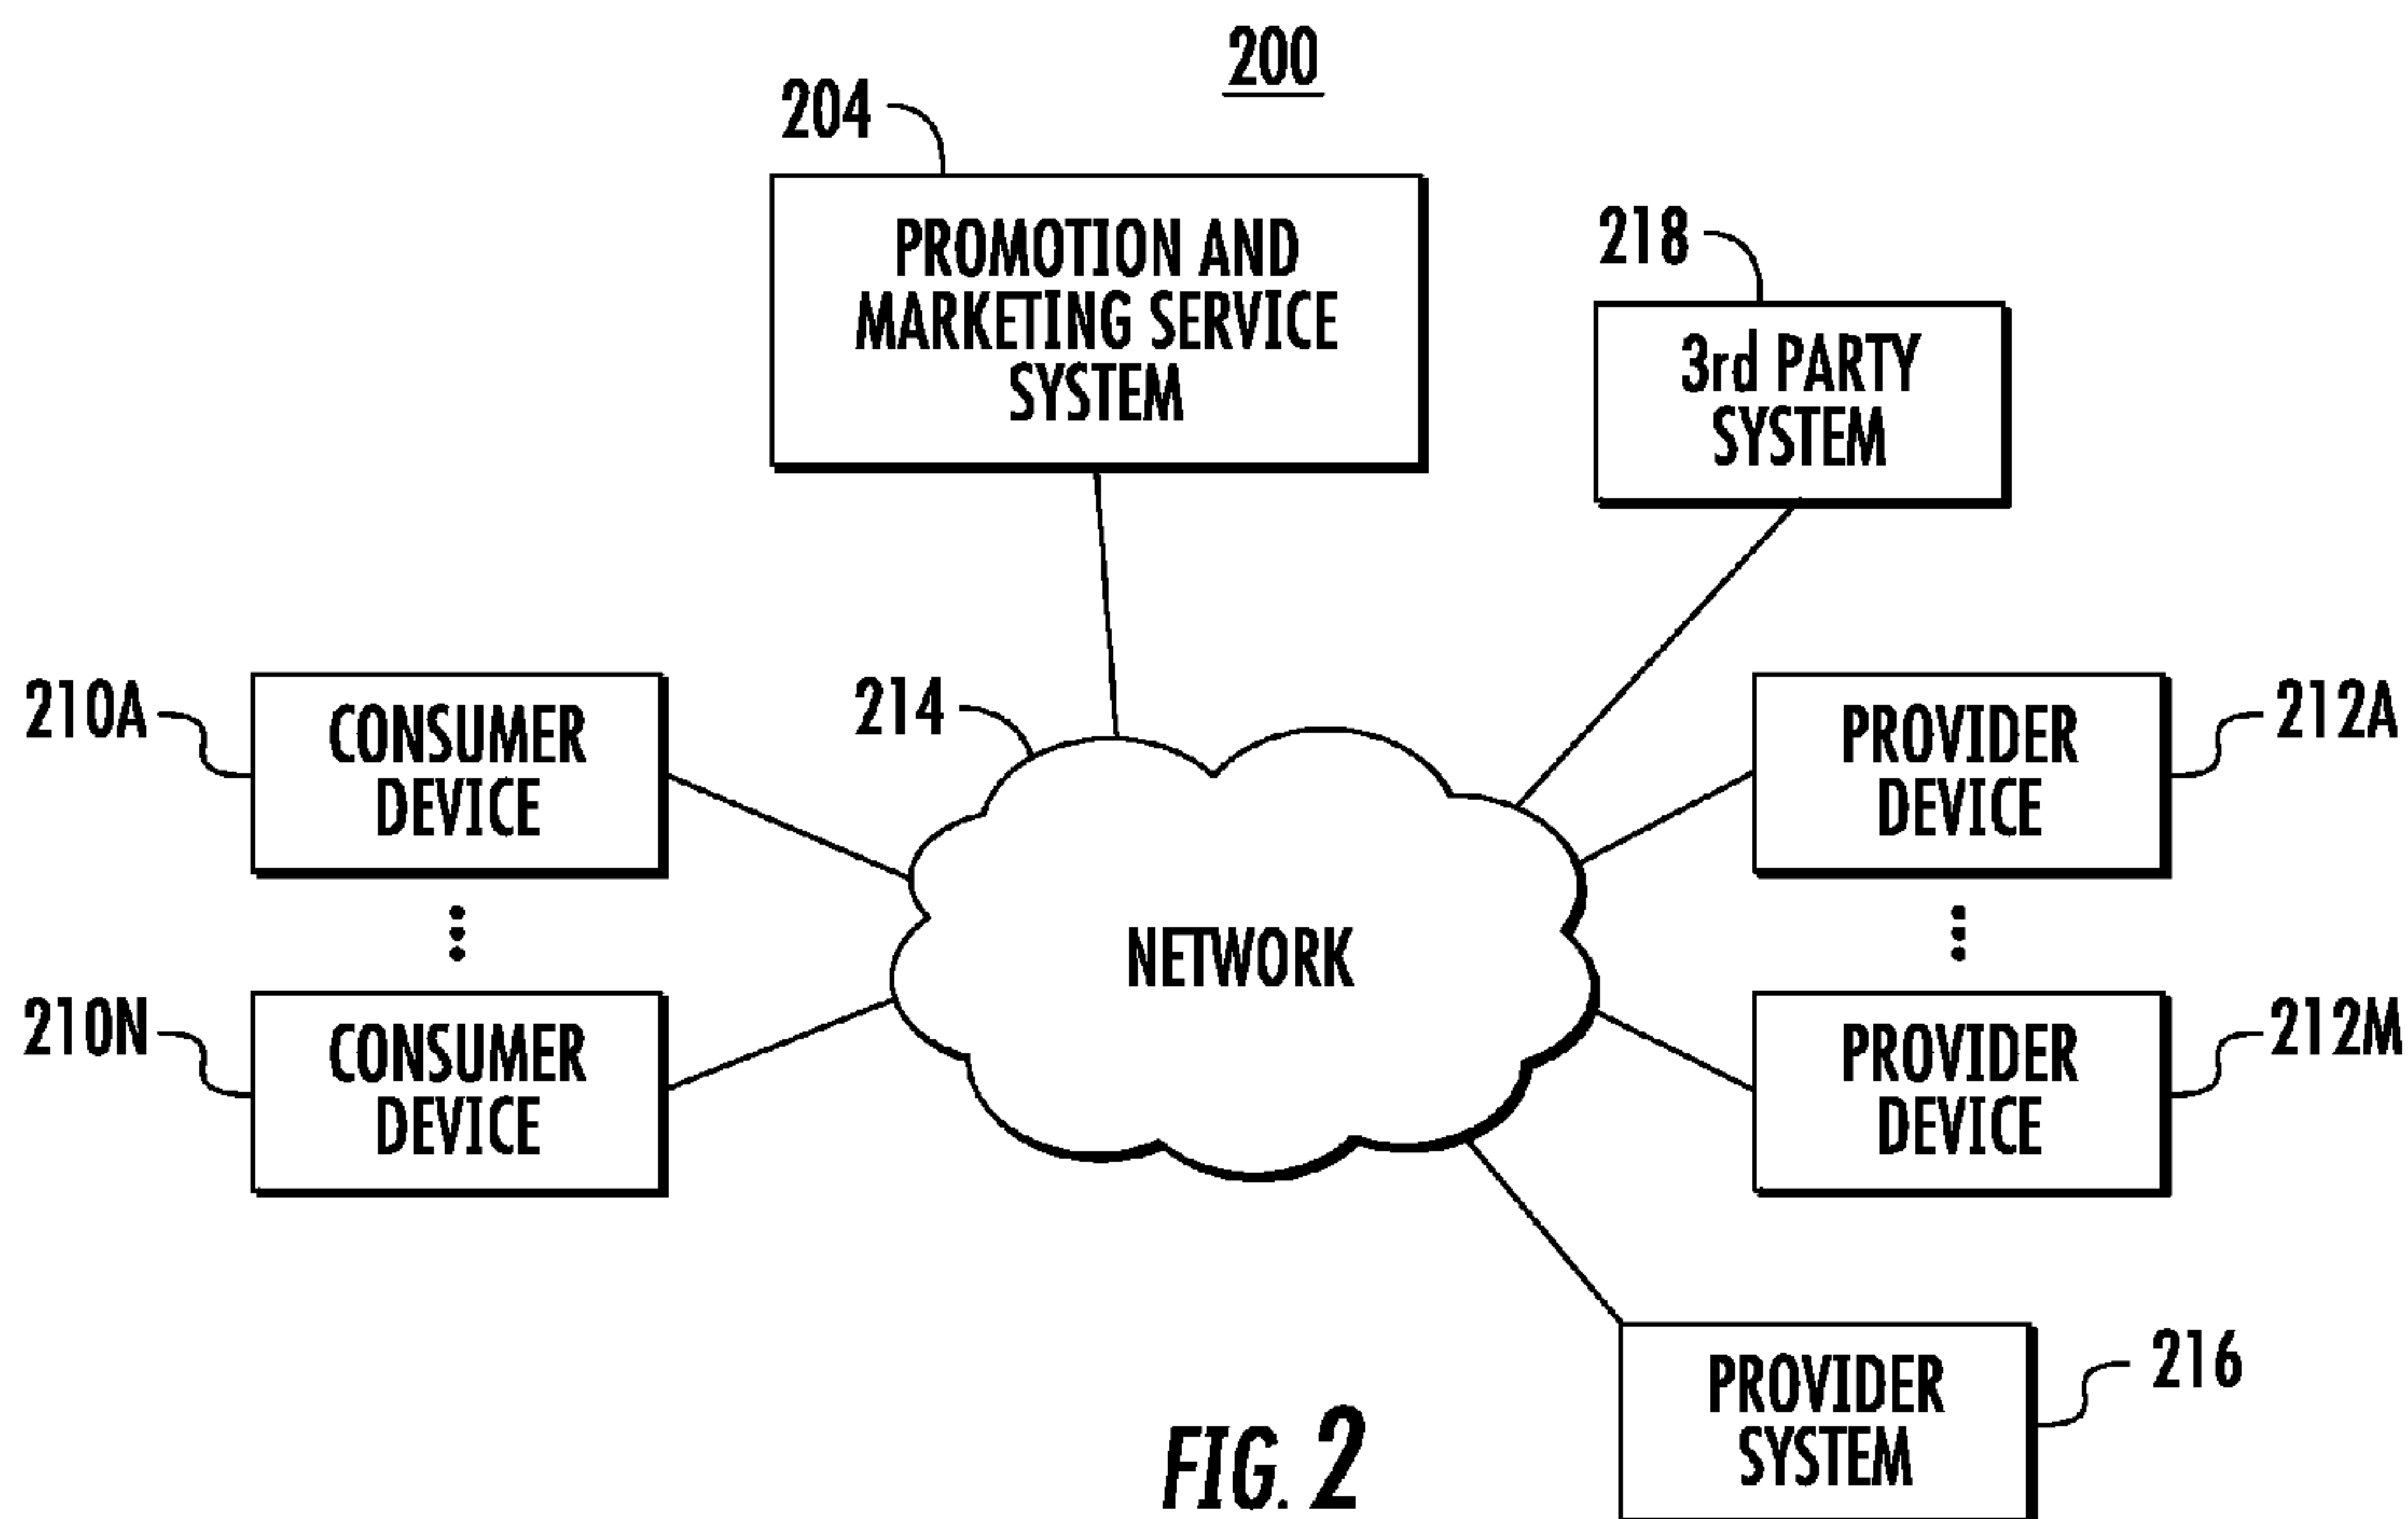 200
204
PROMOTION AND
MARKETING SERVICE
SYSTEM
218
3rd PARTY
SYSTEM
210A
CONSUMER
DEVICE
214
212A
PROVIDER
DEVICE
NETWORK
210N
CONSUMER
DEVICE
212M
PROVIDER
DEVICE
216
PROVIDER
SYSTEM
FIG. 2